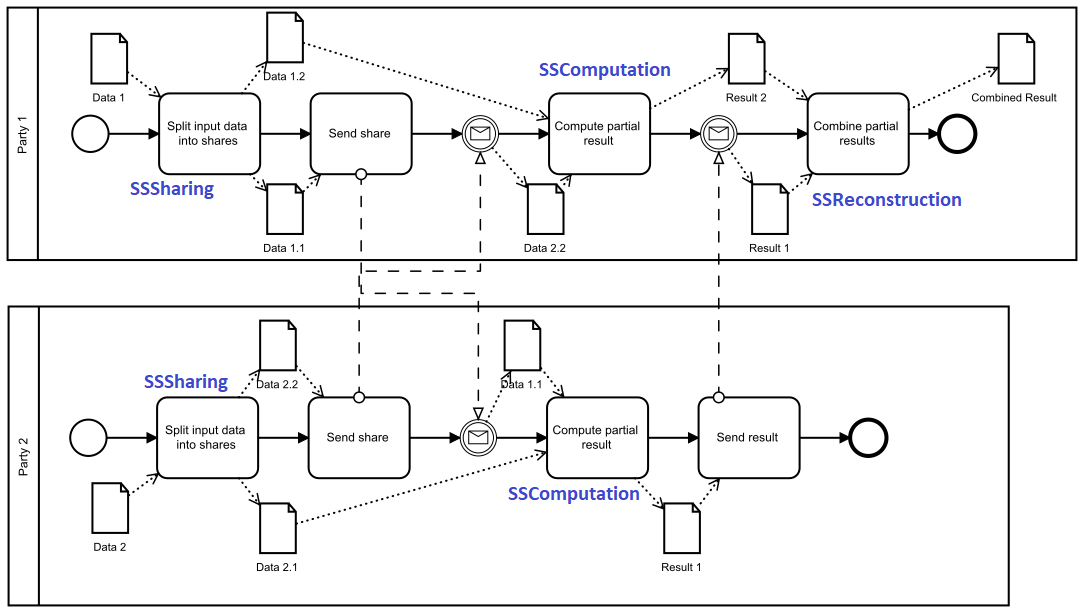 Party 1
Data 1
Data 1.2
SSComputation
Result 2
Combined Result
Split input data
into shares
Send share
Compute partial
result
Combine partial
results
SSSharing
SSReconstruction
Data 1.1
Data 2.2
Result 1
Party 2
Data 2.2
Data 1.1
SSSharing
Split input data
into shares
Send share
Compute partial
result
Send result
SSComputation
Data 2
Data 2.1
Result 1